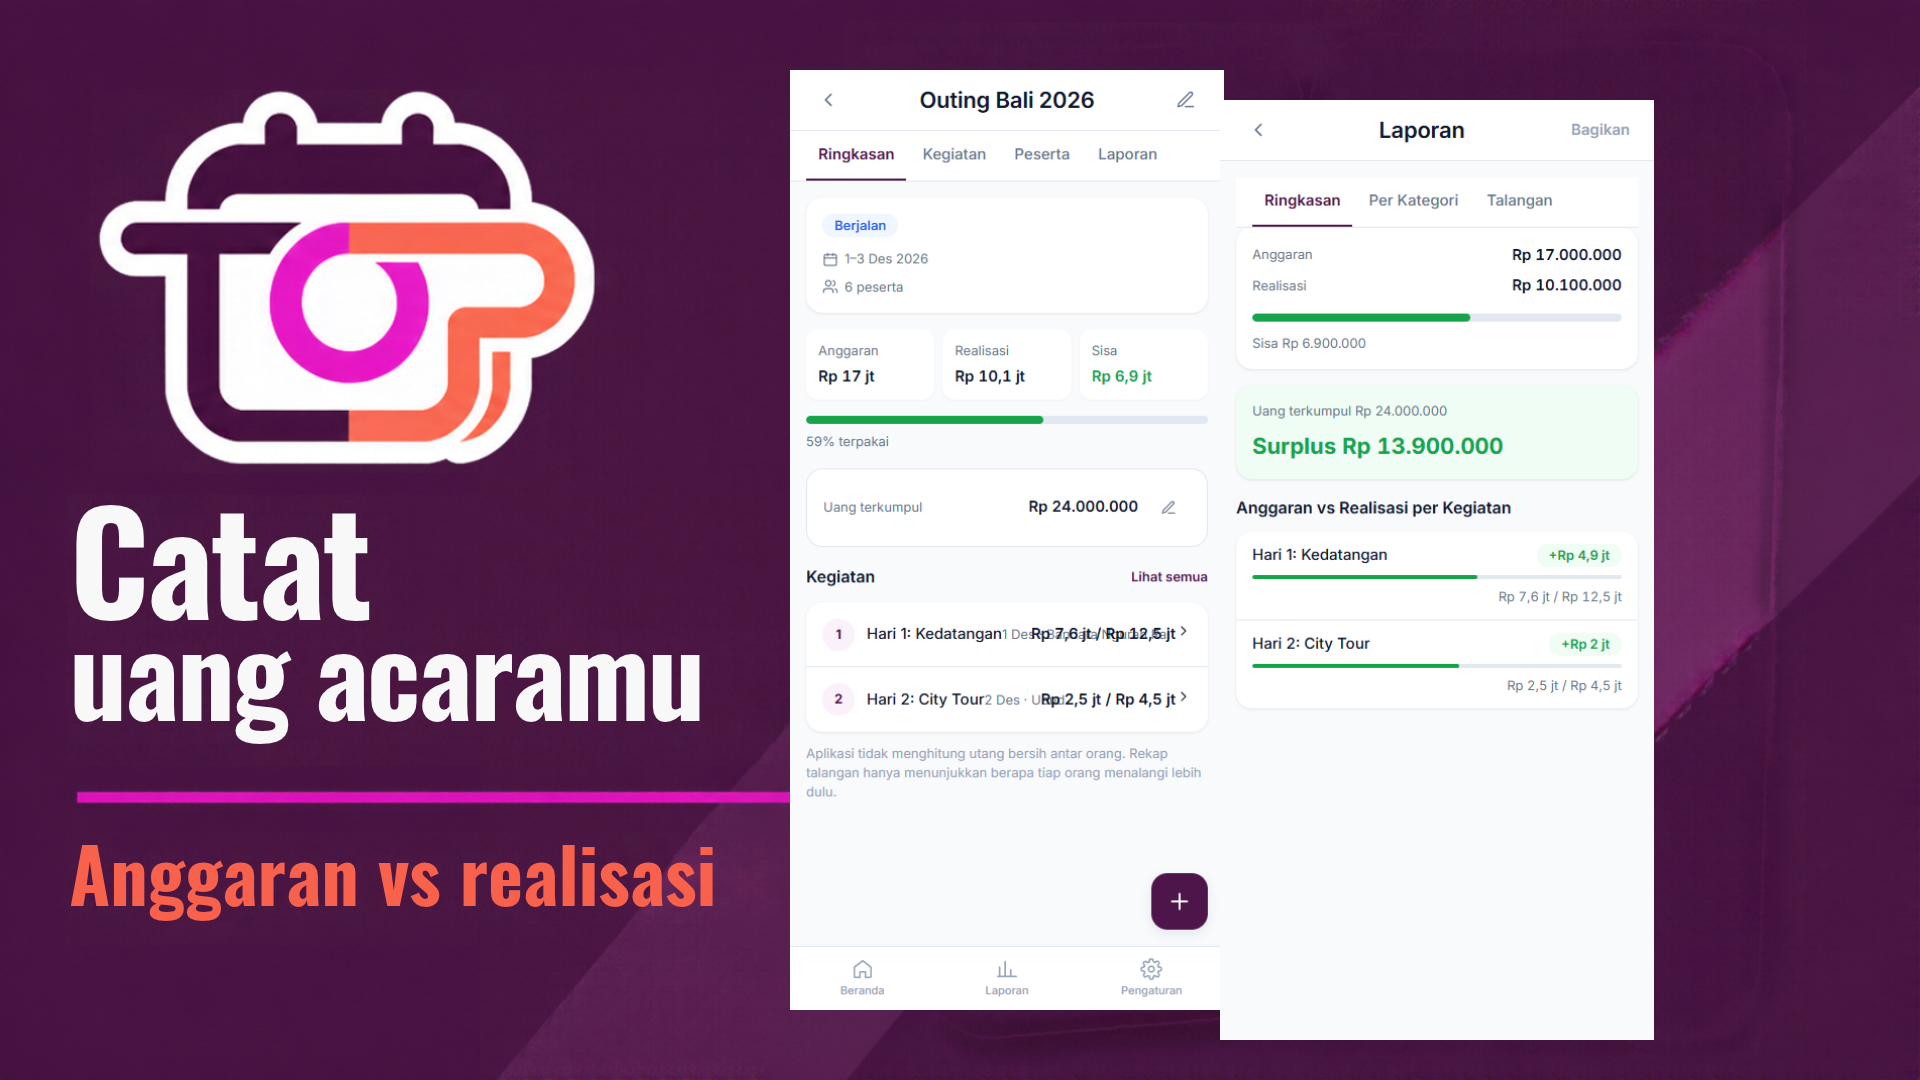 Catat
uang acaramu
Anggaran vs realisasi
Outing Bali 2026
Ringkasan Kegiatan Peserta Laporan
Berjalan
1–3 Des 2026
6 peserta
Anggaran Realisasi Sisa
Rp 17 jt Rp 10,1 jt Rp 6,9 jt
59% terpakai
Uang terkumpul Rp 24.000.000
Kegiatan Lihat semua
1 Hari 1: Kedatangan 1 Des Rp 7,6 jt / Rp 12,5 jt
2 Hari 2: City Tour 2 Des · Rp 2,5 jt / Rp 4,5 jt
Aplikasi tidak menghitung utang bersih antar orang. Rekap
talangan hanya menunjukkan berapa tiap orang menalangi lebih
dulu.
Beranda Laporan Pengaturan
Laporan Bagikan
Ringkasan Per Kategori Talangan
Anggaran Rp 17.000.000
Realisasi Rp 10.100.000
Sisa Rp 6.900.000
Uang terkumpul Rp 24.000.000
Surplus Rp 13.900.000
Anggaran vs Realisasi per Kegiatan
Hari 1: Kedatangan +Rp 4,9 jt
Rp 7,6 jt / Rp 12,5 jt
Hari 2: City Tour +Rp 2 jt
Rp 2,5 jt / Rp 4,5 jt